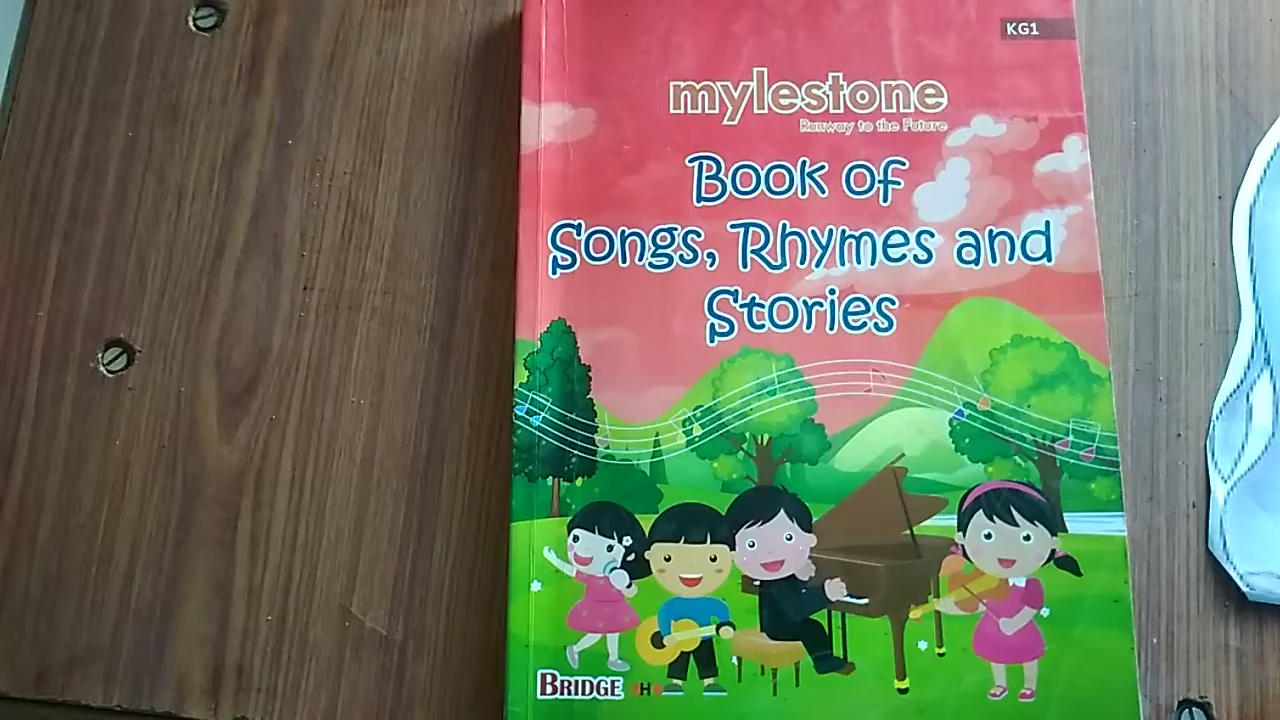 KG1
mylestone
Runway to the Future
Book of
Songs, Rhymes and
Stories
BRIDGE